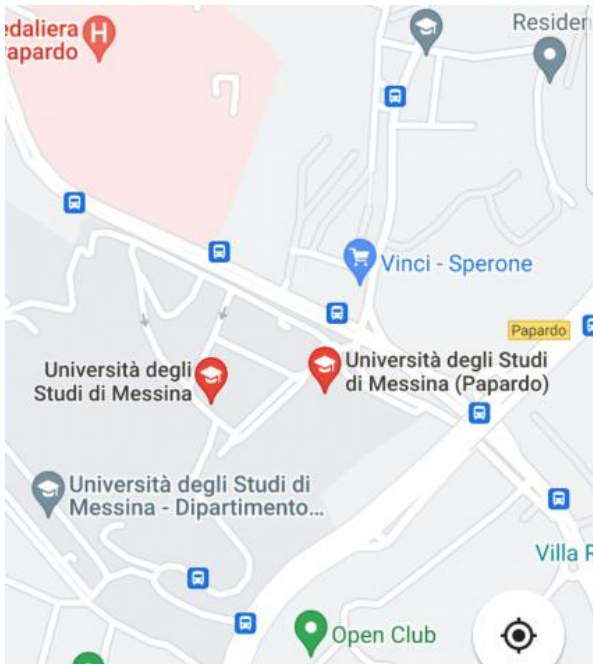 edaliera
apardo
H
Residen
Vinci - Sperone
Papardo
Università degli
Studi di Messina
Università degli Studi
di Messina (Papardo)
Università degli Studi di
Messina - Dipartimento...
Villa R
Open Club